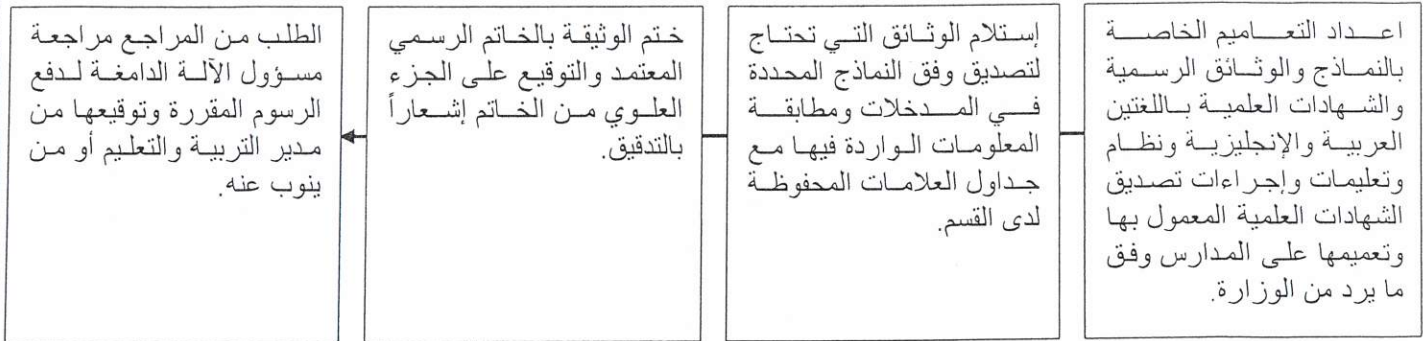 اعداد التعاميم الخاصة
بالنماذج والوثائق الرسمية
والشهادات العلمية باللغتين
العربية والإنجليزية ونظام
وتعليمات وإجراءات تصديق
الشهادات العلمية المعمول بها
وتعميمها على المدارس وفق
ما يرد من الوزارة.
إستلام الوثائق التي تحتاج
لتصديق وفق النماذج المحددة
في المدخلات ومطابقة
المعلومات الواردة فيها مع
جداول العلامات المحفوظة
لدى القسم.
ختم الوثيقة بالخاتم الرسمي
المعتمد والتوقيع على الجزء
العلوي من الخاتم إشعاراً
بالتدقيق.
الطلب من المراجع مراجعة
مسؤول الآلة الدامغة لدفع
الرسوم المقررة وتوقيعها من
مدير التربية والتعليم أو من
ينوب عنه.